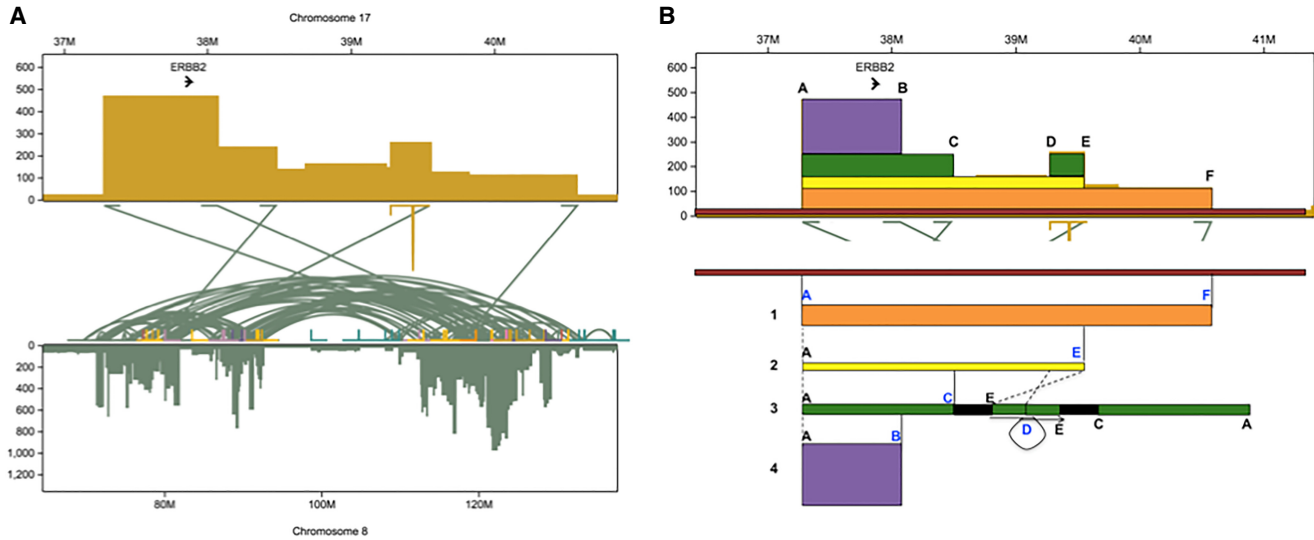 A
Chromosome 17
37M 38M 39M 40M
600
500
400
300
200
100
0
ERBB2
0
200
400
600
800
1,000
1,200
80M 100M 120M
Chromosome 8
B
37M 38M 39M 40M 41M
600
500
400
300
200
100
0
ERBB2
A B
C D E
F
A F
1
A E
2
A C E
3
D E C A
A B
4